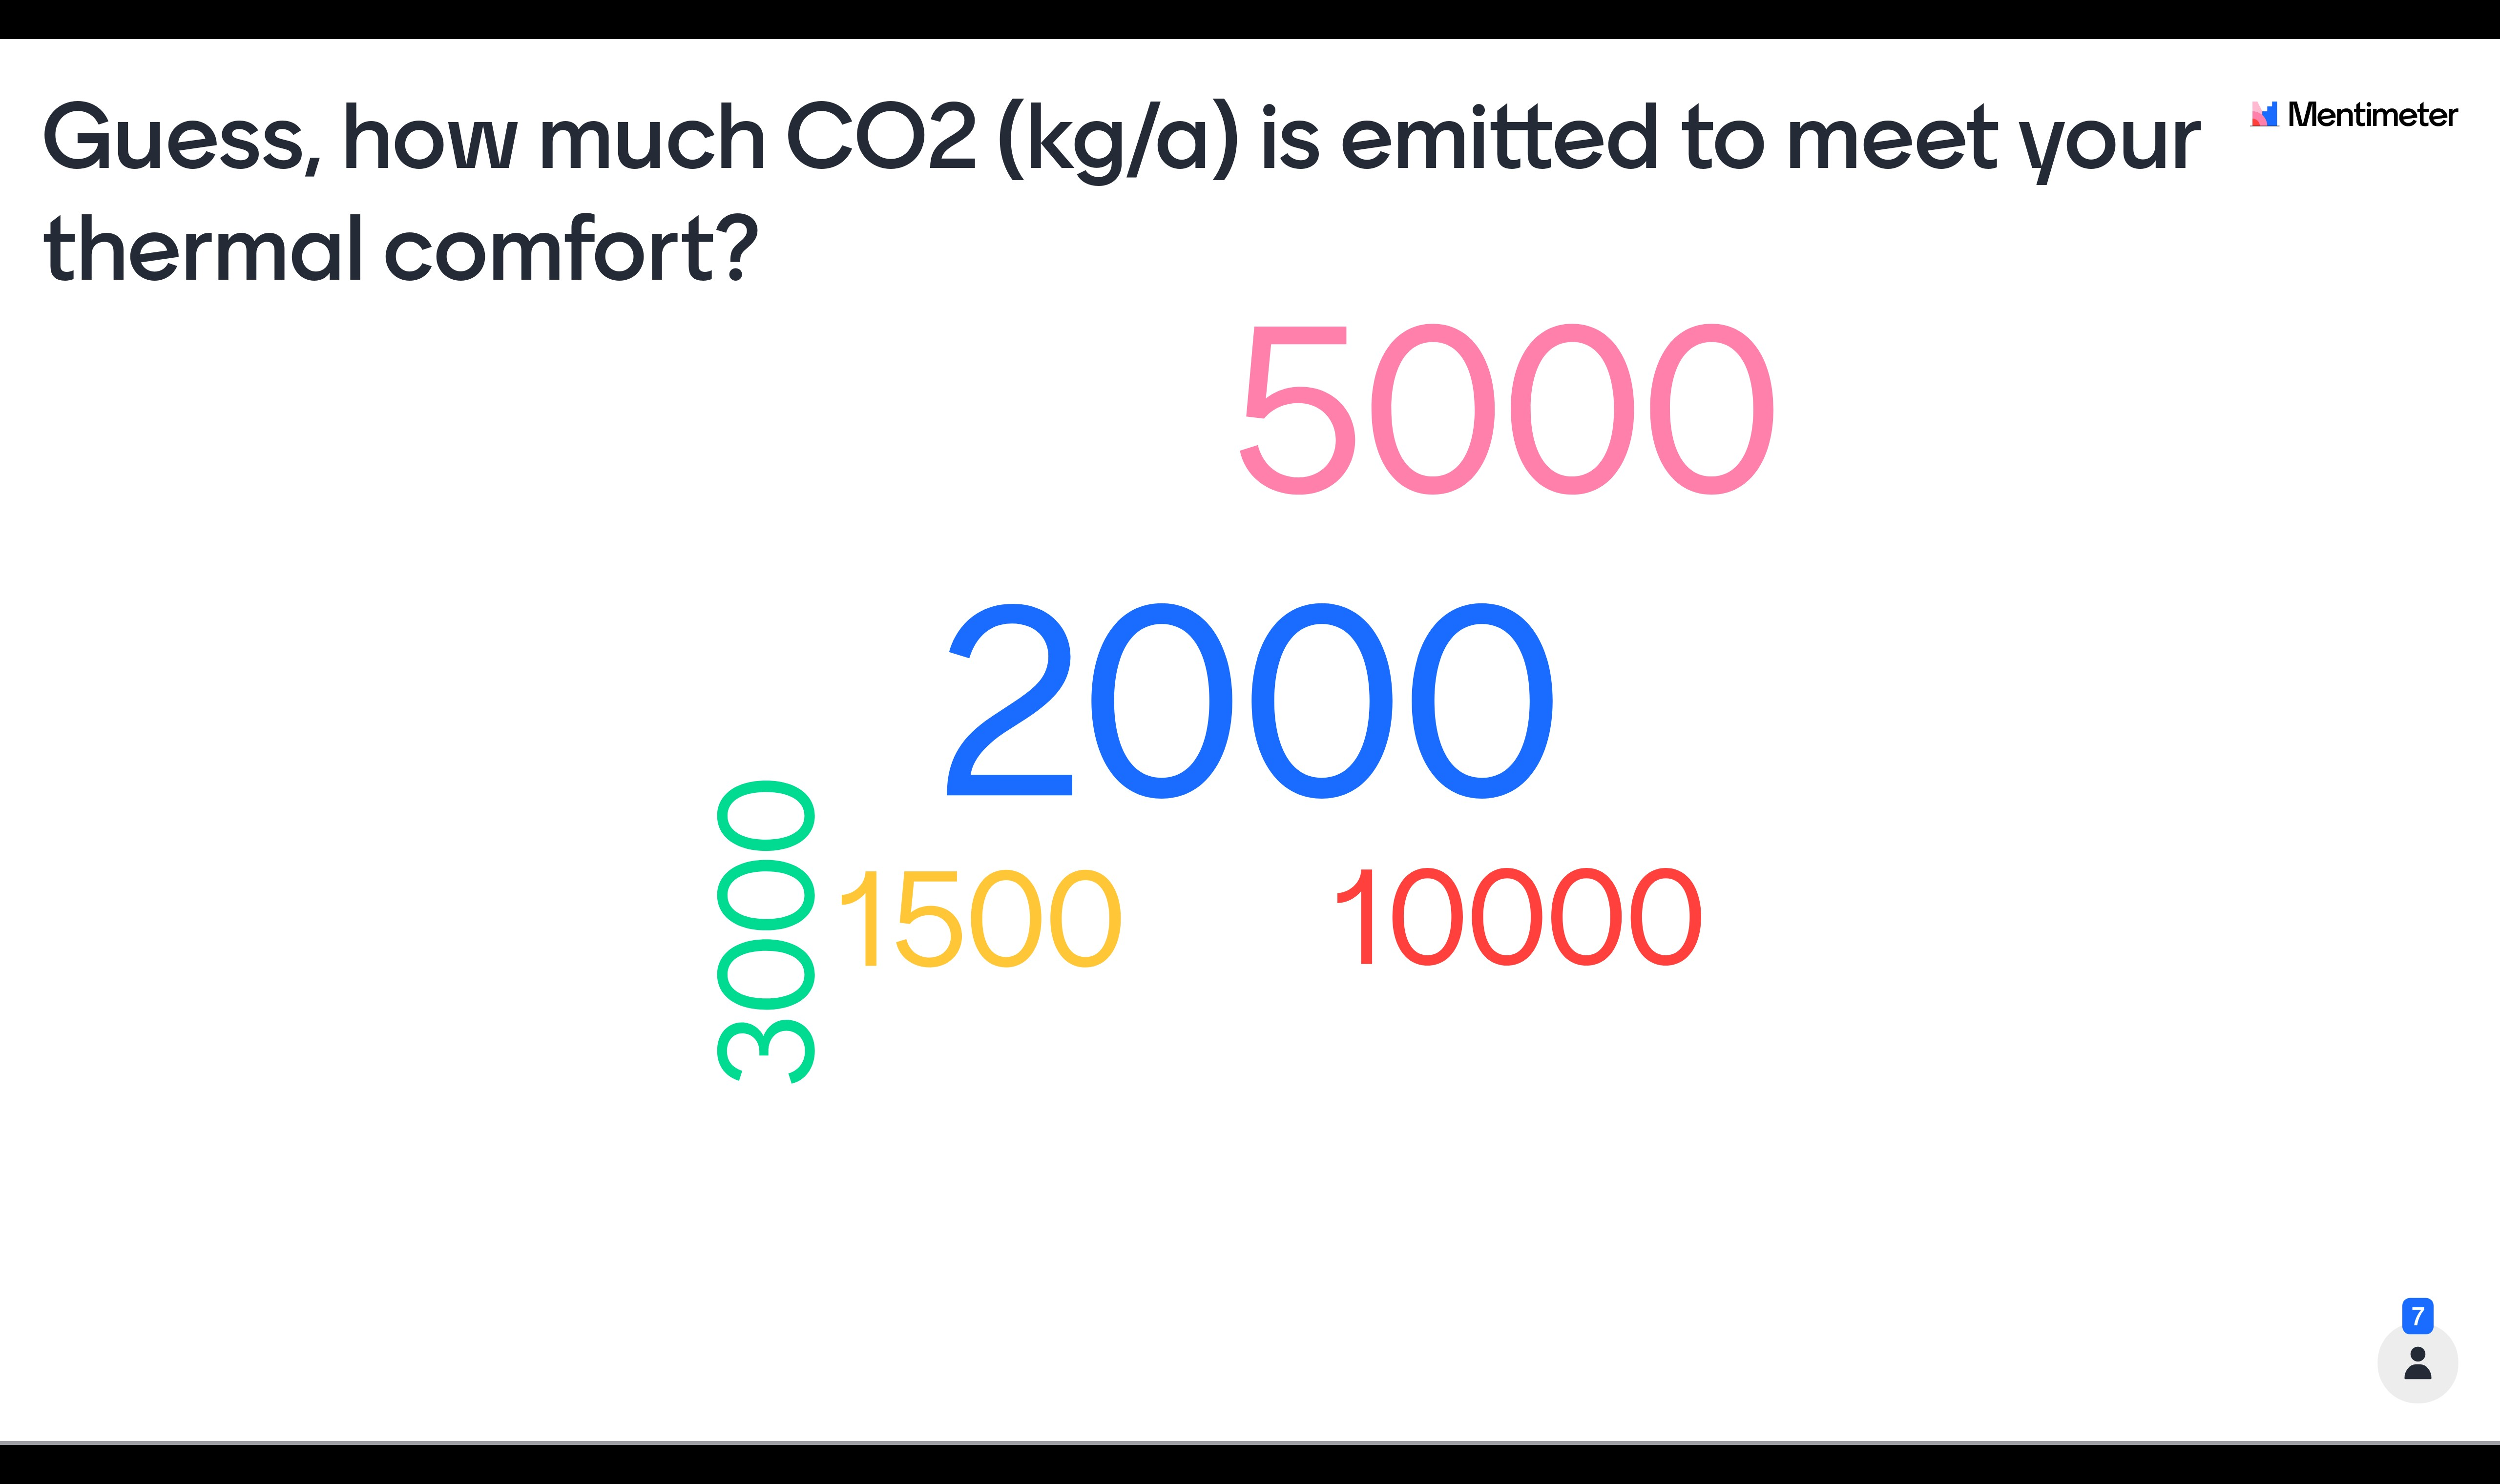 Guess, how much CO2 (kg/a) is emitted to meet your
thermal comfort?
Mentimeter
5000
2000
3000
1500
10000
7